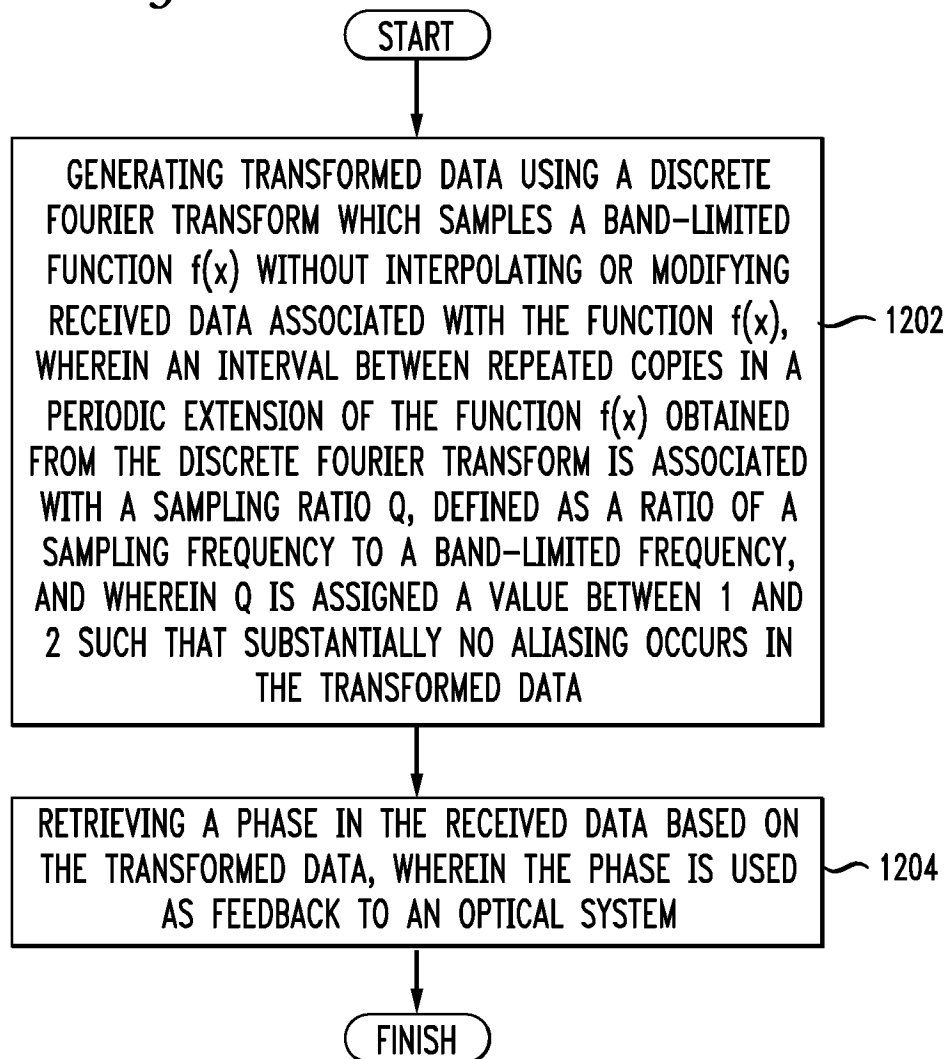 START
GENERATING TRANSFORMED DATA USING A DISCRETE
FOURIER TRANSFORM WHICH SAMPLES A BAND-LIMITED
FUNCTION f(x) WITHOUT INTERPOLATING OR MODIFYING
RECEIVED DATA ASSOCIATED WITH THE FUNCTION f(x),
WHEREIN AN INTERVAL BETWEEN REPEATED COPIES IN A
PERIODIC EXTENSION OF THE FUNCTION f(x) OBTAINED
FROM THE DISCRETE FOURIER TRANSFORM IS ASSOCIATED
WITH A SAMPLING RATIO Q, DEFINED AS A RATIO OF A
SAMPLING FREQUENCY TO A BAND-LIMITED FREQUENCY,
AND WHEREIN Q IS ASSIGNED A VALUE BETWEEN 1 AND
2 SUCH THAT SUBSTANTIALLY NO ALIASING OCCURS IN
THE TRANSFORMED DATA
1202
RETRIEVING A PHASE IN THE RECEIVED DATA BASED ON
THE TRANSFORMED DATA, WHEREIN THE PHASE IS USED
AS FEEDBACK TO AN OPTICAL SYSTEM
1204
FINISH